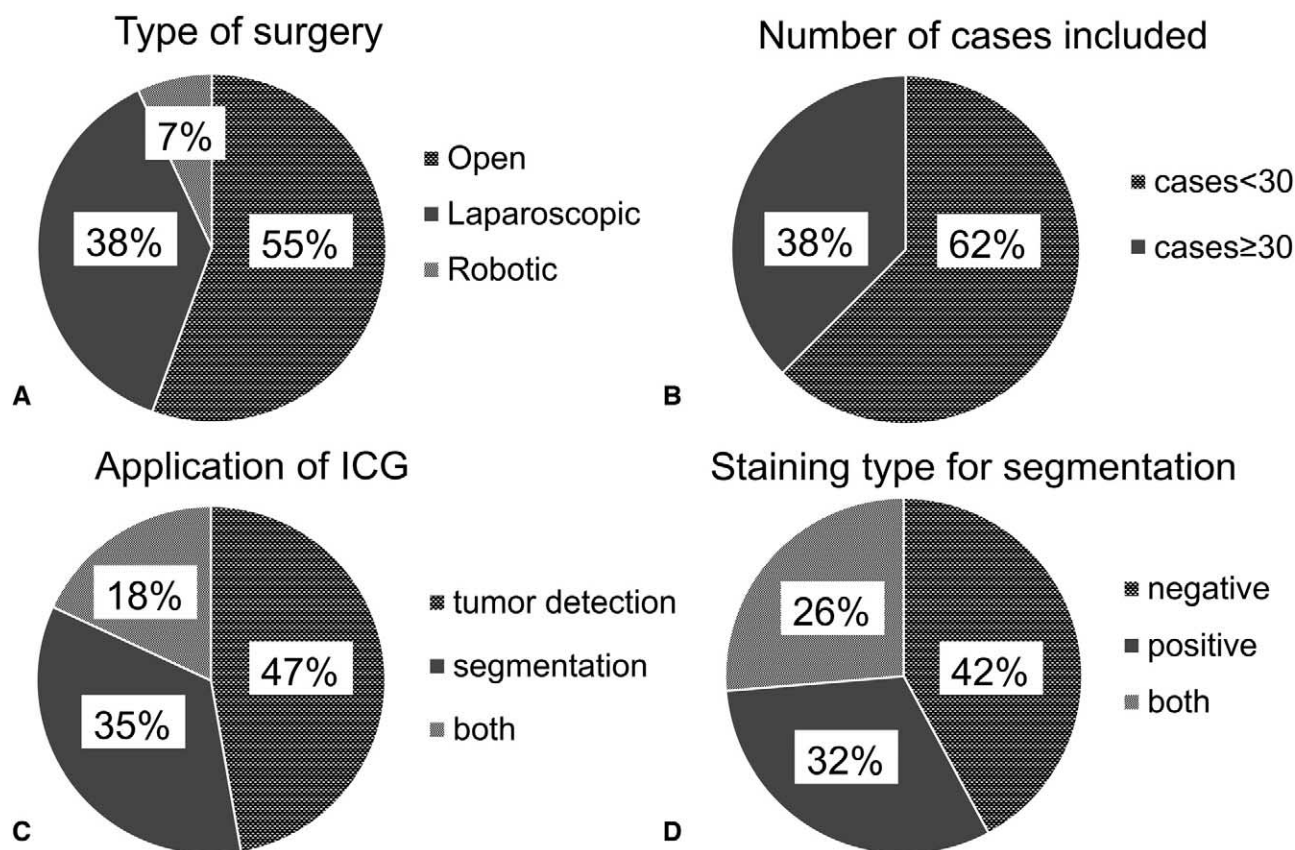 Type of surgery
7%
38%
55%
Open
Laparoscopic
Robotic
A
Number of cases included
38%
62%
cases<30
cases≥30
B
Application of ICG
18%
47%
35%
tumor detection
segmentation
both
C
Staining type for segmentation
26%
42%
32%
negative
positive
both
D